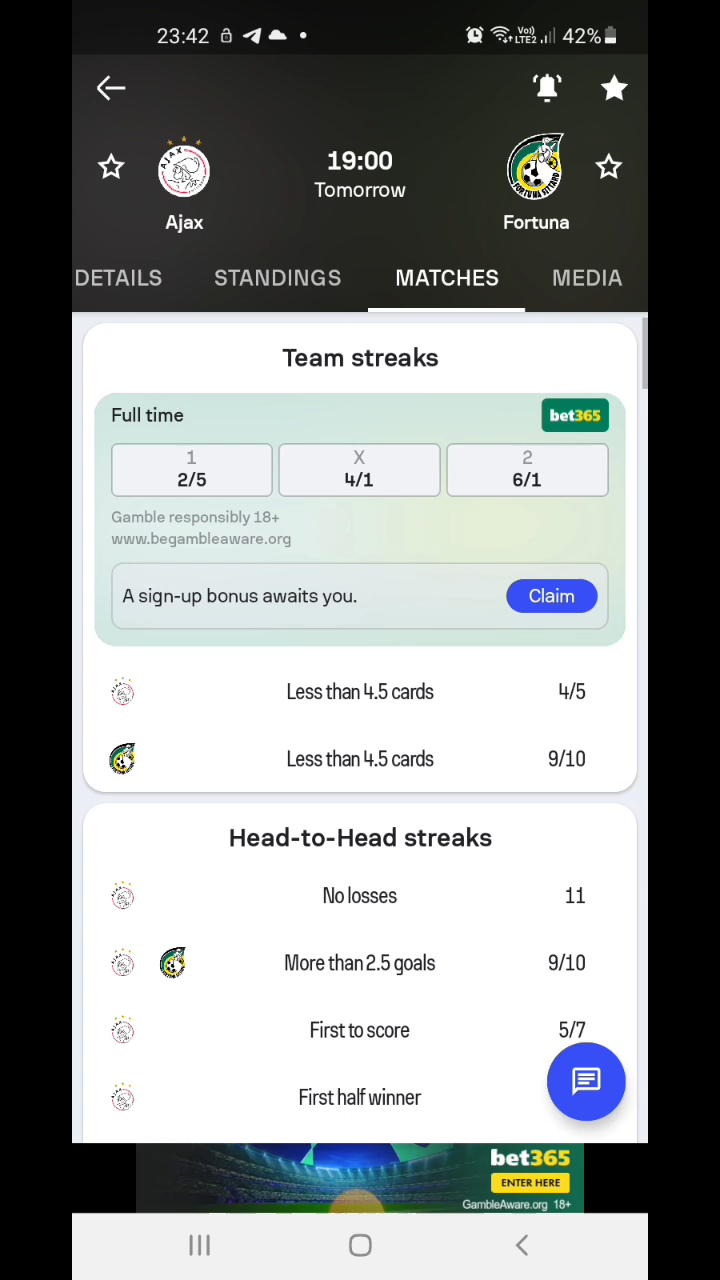 23:42 Vo) LTE2 42%
19:00
Tomorrow
Ajax Fortuna
DETAILS STANDINGS MATCHES MEDIA
Team streaks
Full time bet365
1 X 2
2/5 4/1 6/1
Gamble responsibly 18+
www.begambleaware.org
A sign-up bonus awaits you. Claim
Less than 4.5 cards 4/5
Less than 4.5 cards 9/10
Head-to-Head streaks
No losses 11
More than 2.5 goals 9/10
First to score 5/7
First half winner
bet365
ENTER HERE
GambleAware.org 18+